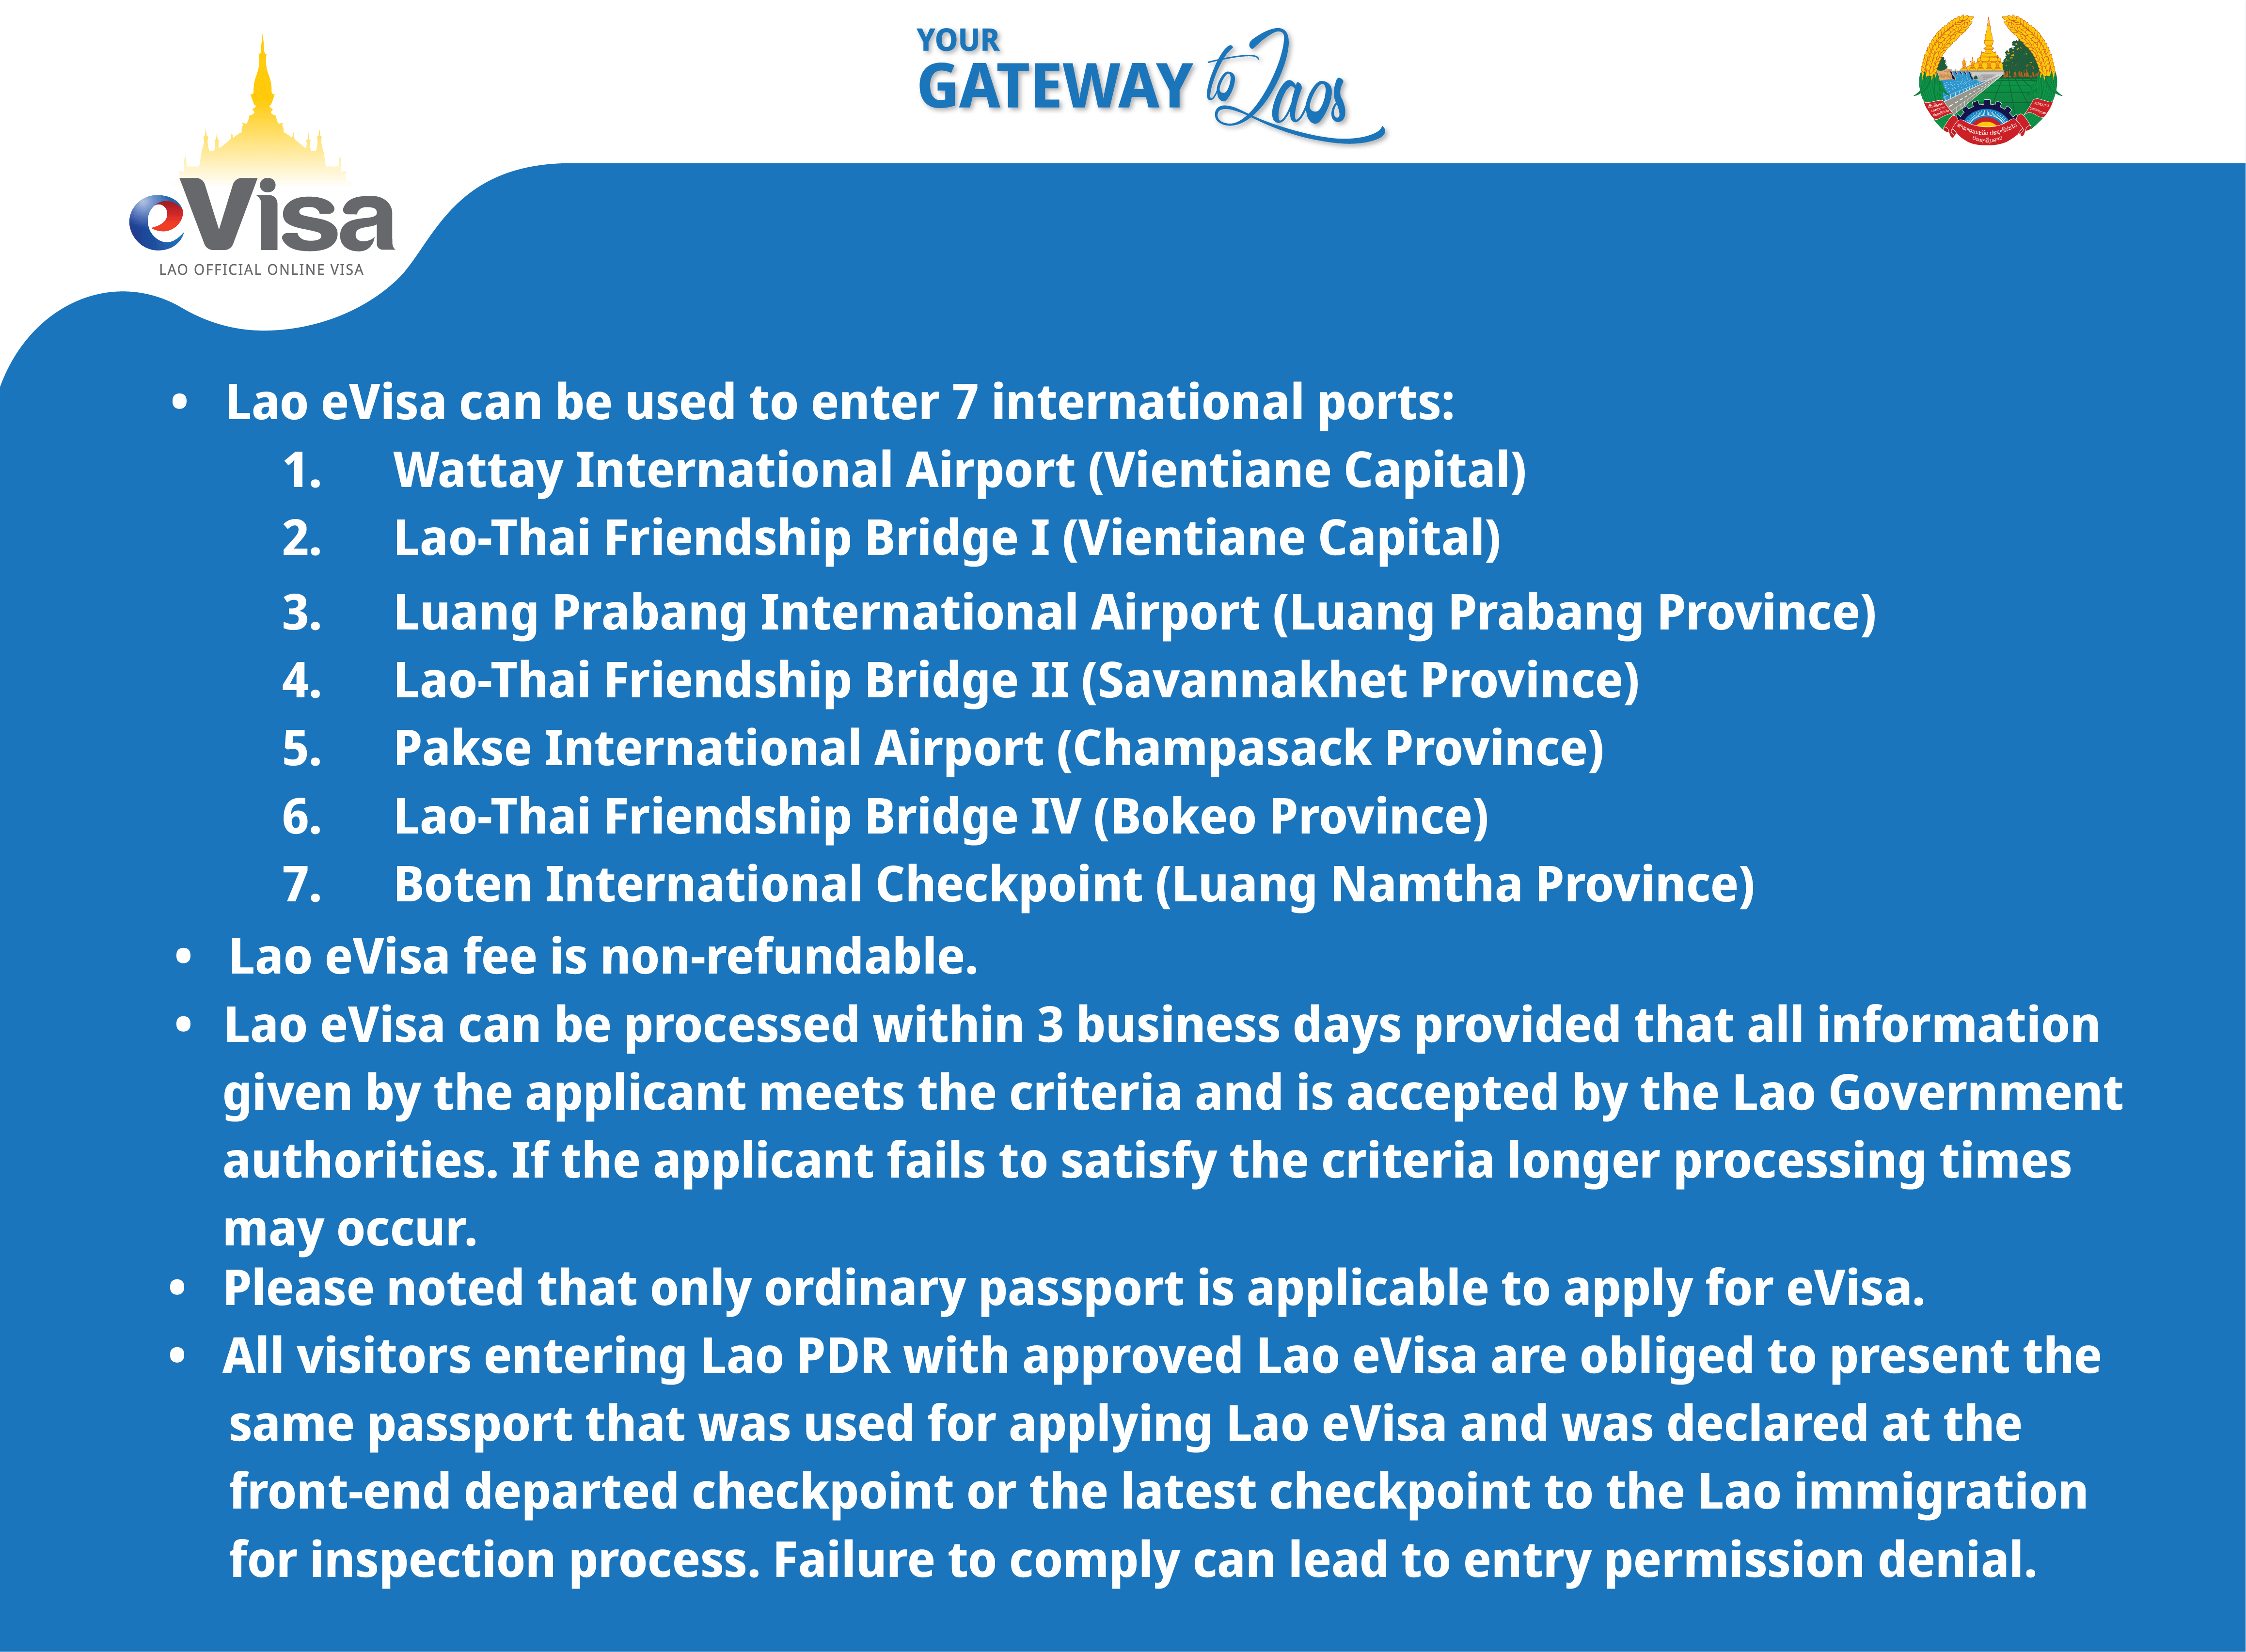 YOUR
GATEWAY to Laos
eVisa
LAO OFFICIAL ONLINE VISA
• Lao eVisa can be used to enter 7 international ports:
1. Wattay International Airport (Vientiane Capital)
2. Lao-Thai Friendship Bridge I (Vientiane Capital)
3. Luang Prabang International Airport (Luang Prabang Province)
4. Lao-Thai Friendship Bridge II (Savannakhet Province)
5. Pakse International Airport (Champasack Province)
6. Lao-Thai Friendship Bridge IV (Bokeo Province)
7. Boten International Checkpoint (Luang Namtha Province)
• Lao eVisa fee is non-refundable.
• Lao eVisa can be processed within 3 business days provided that all information
given by the applicant meets the criteria and is accepted by the Lao Government
authorities. If the applicant fails to satisfy the criteria longer processing times
may occur.
• Please noted that only ordinary passport is applicable to apply for eVisa.
• All visitors entering Lao PDR with approved Lao eVisa are obliged to present the
same passport that was used for applying Lao eVisa and was declared at the
front-end departed checkpoint or the latest checkpoint to the Lao immigration
for inspection process. Failure to comply can lead to entry permission denial.